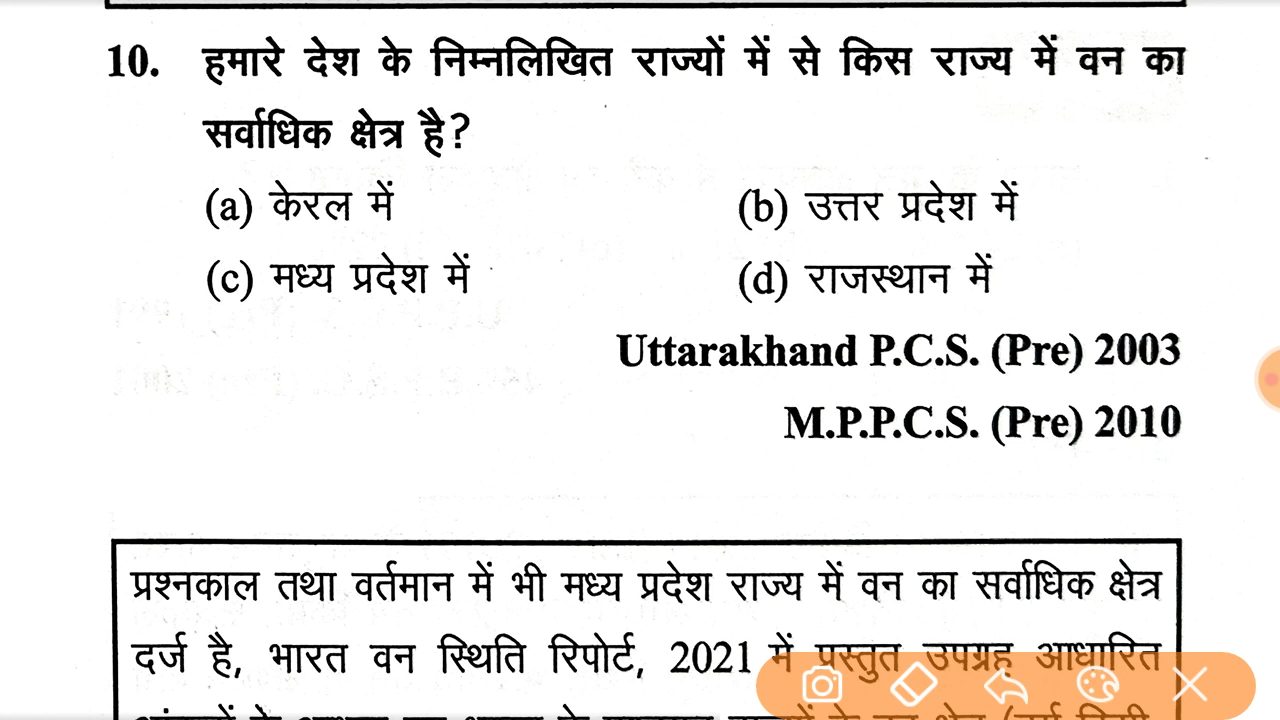 10. हमारे देश के निम्नलिखित राज्यों में से किस राज्य में वन का
सर्वाधिक क्षेत्र है?
(a) केरल में (b) उत्तर प्रदेश में
(c) मध्य प्रदेश में (d) राजस्थान में
Uttarakhand P.C.S. (Pre) 2003
M.P.P.C.S. (Pre) 2010
प्रश्नकाल तथा वर्तमान में भी मध्य प्रदेश राज्य में वन का सर्वाधिक क्षेत्र
दर्ज है, भारत वन स्थिति रिपोर्ट, 2021 में प्रस्तुत उपग्रह आधारित